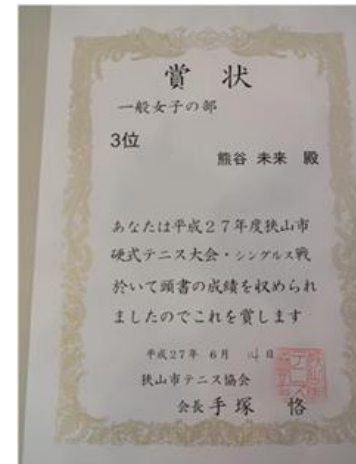 賞状
一般女子の部
3位
熊谷 未来 殿
あなたは平成27年度狭山市
硬式テニス大会・シングルス戦
於いて頭書の成績を収められ
ましたのでこれを賞します
平成27年 6月 14日
狭山市テニス協会
会長 手塚 恪